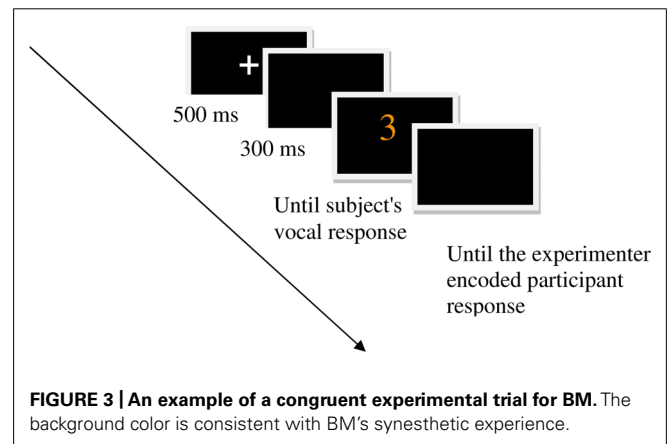 +
500 ms
300 ms
3
Until subject's
vocal response
Until the experimenter
encoded participant
response
FIGURE 3 | An example of a congruent experimental trial for BM. The
background color is consistent with BM's synesthetic experience.